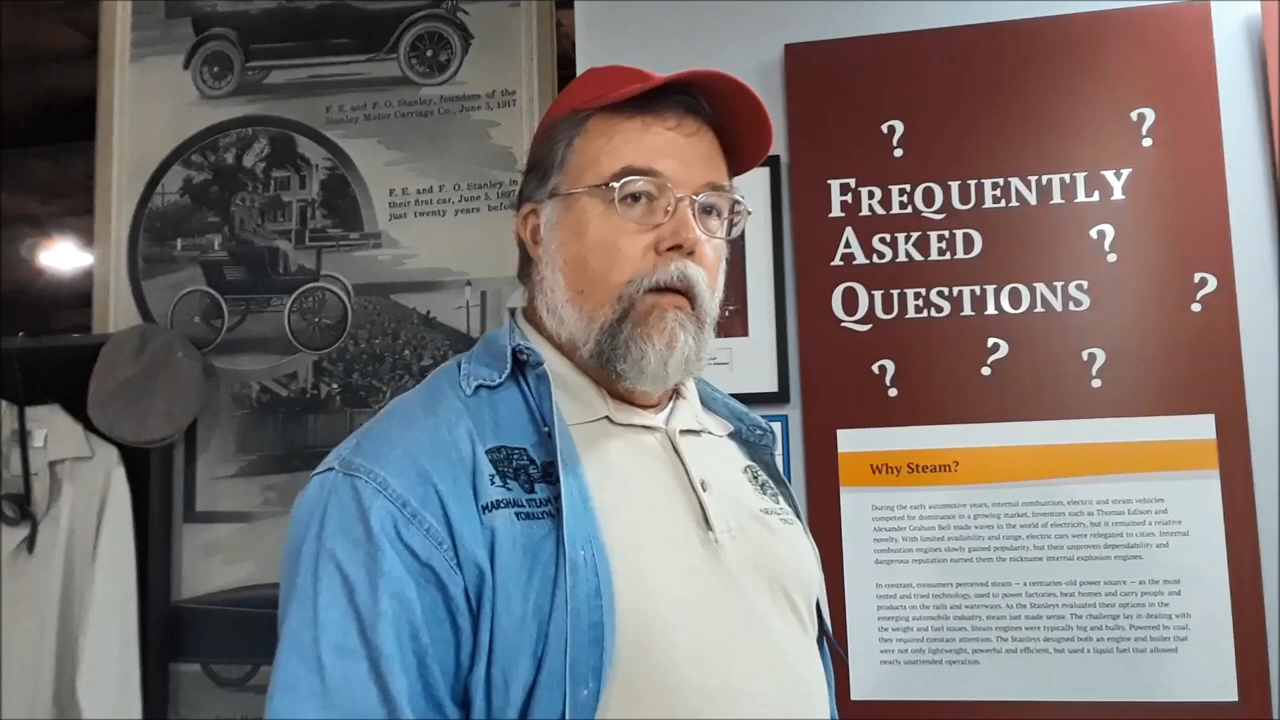 F. E. and F. O. Stanley, founders of the
Stanley Motor Carriage Co., June 5, 1917
F. E. and F. O. Stanley in
their first car, June 5, 1897
just twenty years befor
MARSHALL STEAM
YORKLYN,
? ?
FREQUENTLY
ASKED ?
QUESTIONS ?
? ? ?
Why Steam?
During the early automotive years, internal combustion, electric and steam vehicles
competed for dominance in a growing market. Inventors such as Thomas Edison and
Alexander Graham Bell made waves in the world of electricity, but it remained a relative
novelty. With limited availability and range, electric cars were relegated to cities. Internal
combustion engines slowly gained popularity, but their unproven dependability and
dangerous reputation earned them the nickname internal explosion engines.
In contrast, consumers perceived steam — a centuries-old power source — as the most
tested and tried technology, used to power factories, heat homes and carry people and
products on the rails and waterways. As the Stanleys evaluated their options in the
emerging automobile industry, steam just made sense. The challenge lay in dealing with
the weight and fuel issues. Steam engines were typically big and bulky. Powered by coal,
they required constant attention. The Stanleys designed both an engine and boiler that
were not only lightweight, powerful and efficient, but used a liquid fuel that allowed
nearly unattended operation.